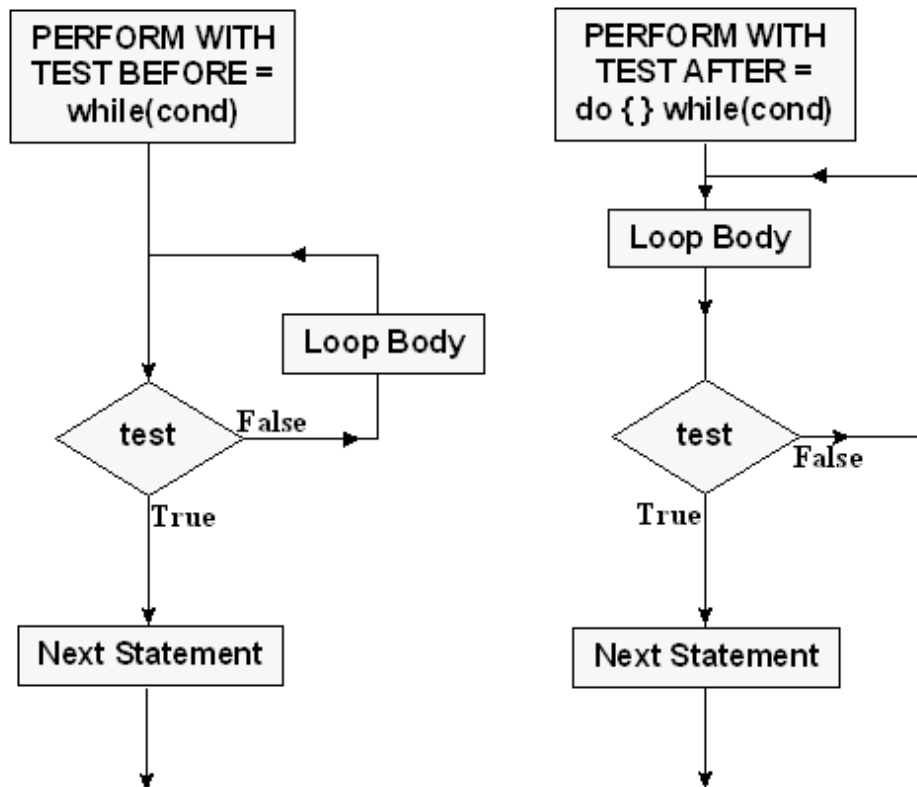 PERFORM WITH
TEST BEFORE =
while(cond)
Loop Body
test
False
True
Next Statement
PERFORM WITH
TEST AFTER =
do { } while(cond)
Loop Body
test
False
True
Next Statement